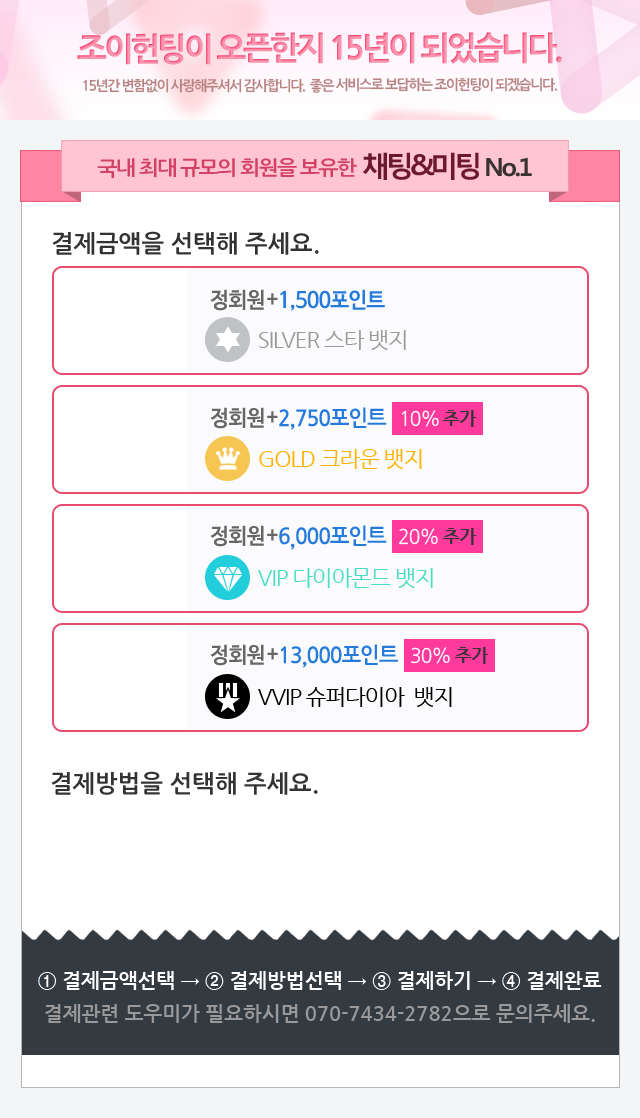 조이헌팅이 오픈한지 15년이 되었습니다.
15년간 변함없이 사랑해주셔서 감사합니다. 좋은 서비스로 보답하는 조이헌팅이 되겠습니다.
국내 최대 규모의 회원을 보유한 채팅&미팅 No.1
결제금액을 선택해 주세요.
정회원+1,500포인트
SILVER 스타 뱃지
정회원+2,750포인트 10% 추가
GOLD 크라운 뱃지
정회원+6,000포인트 20% 추가
VIP 다이아몬드 뱃지
정회원+13,000포인트 30% 추가
VVIP 슈퍼다이아 뱃지
결제방법을 선택해 주세요.
① 결제금액선택 → ② 결제방법선택 → ③ 결제하기 → ④ 결제완료
결제관련 도우미가 필요하시면 070-7434-2782으로 문의주세요.